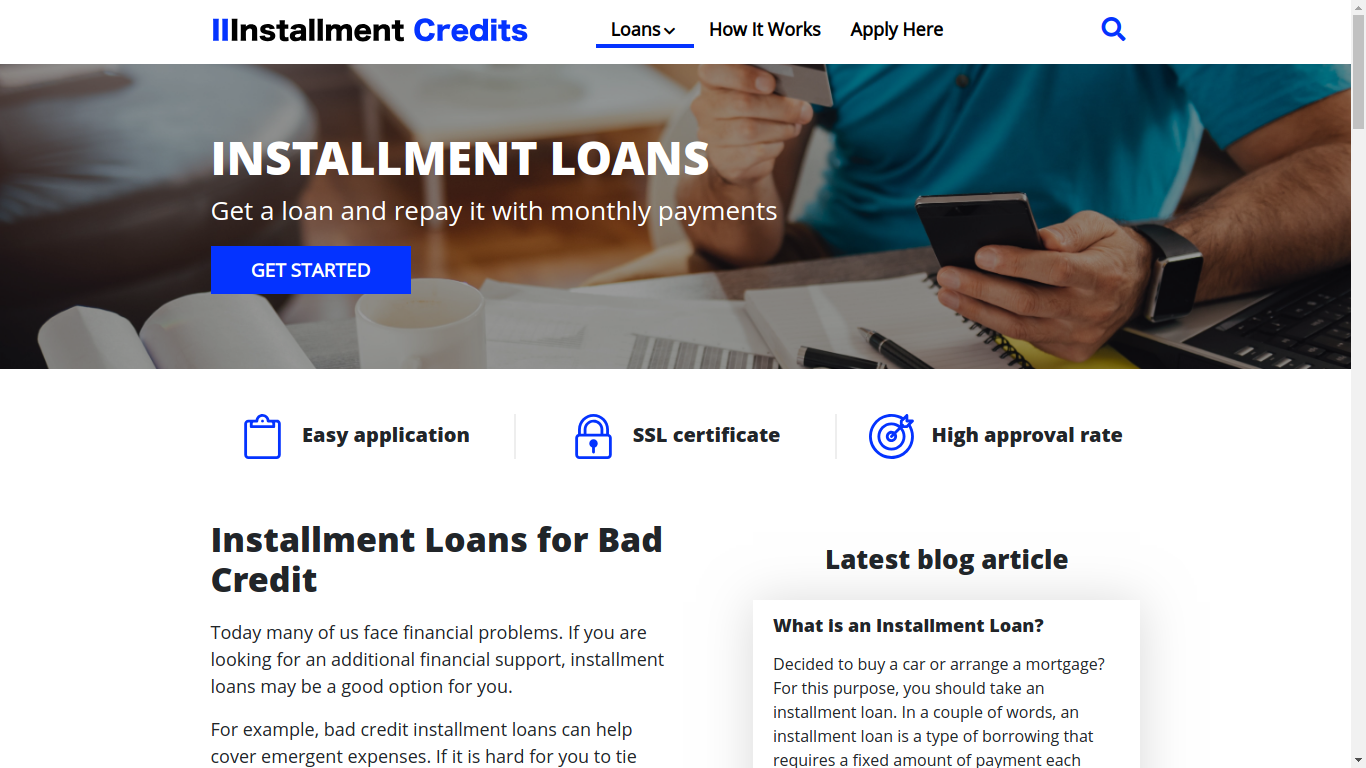 IIInstallment Credits
Loans
How It Works
Apply Here
INSTALLMENT LOANS
Get a loan and repay it with monthly payments
GET STARTED
Easy application
SSL certificate
High approval rate
Installment Loans for Bad
Credit
Today many of us face financial problems. If you are
looking for an additional financial support, installment
loans may be a good option for you.
For example, bad credit installment loans can help
cover emergent expenses. If it is hard for you to tie
Latest blog article
What Is an Installment Loan?
Decided to buy a car or arrange a mortgage?
For this purpose, you should take an
installment loan. In a couple of words, an
installment loan is a type of borrowing that
requires a fixed amount of payment each